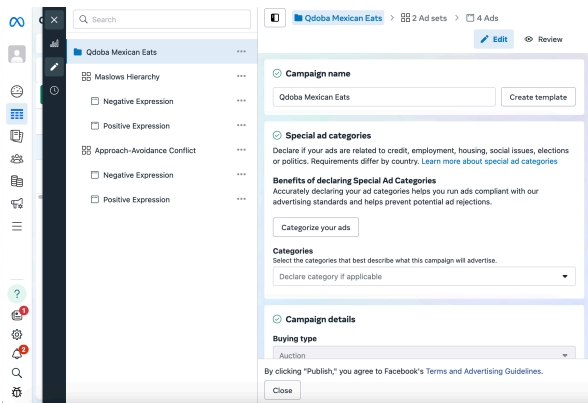 Search
Qdoba Mexican Eats
Maslows Hierarchy
Negative Expression
Positive Expression
Approach-Avoidance Conflict
Negative Expression
Positive Expression
?
1
2
Qdoba Mexican Eats > 2 Ad sets > 4 Ads
Edit
Review
Campaign name
Qdoba Mexican Eats
Create template
Special ad categories
Declare if your ads are related to credit, employment, housing, social issues, elections
or politics. Requirements differ by country. Learn more about special ad categories
Benefits of declaring Special Ad Categories
Accurately declaring your ad categories helps you run ads compliant with our
advertising standards and helps prevent potential ad rejections.
Categorize your ads
Categories
Select the categories that best describe what this campaign will advertise.
Declare category if applicable
Campaign details
Buying type
Auction
By clicking "Publish," you agree to Facebook's Terms and Advertising Guidelines.
Close